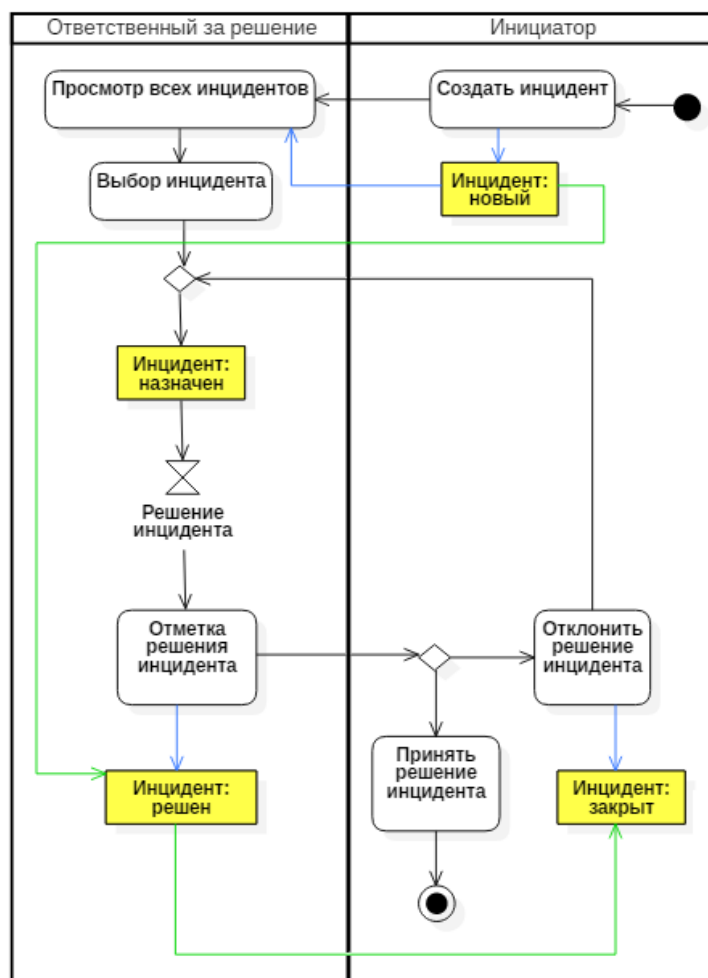 Ответственный за решение
Инициатор
Просмотр всех инцидентов
Создать инцидент
Выбор инцидента
Инцидент:
новый
Инцидент:
назначен
Решение
инцидента
Отметка
решения
инцидента
Отклонить
решение
инцидента
Принять
решение
инцидента
Инцидент:
решен
Инцидент:
закрыт